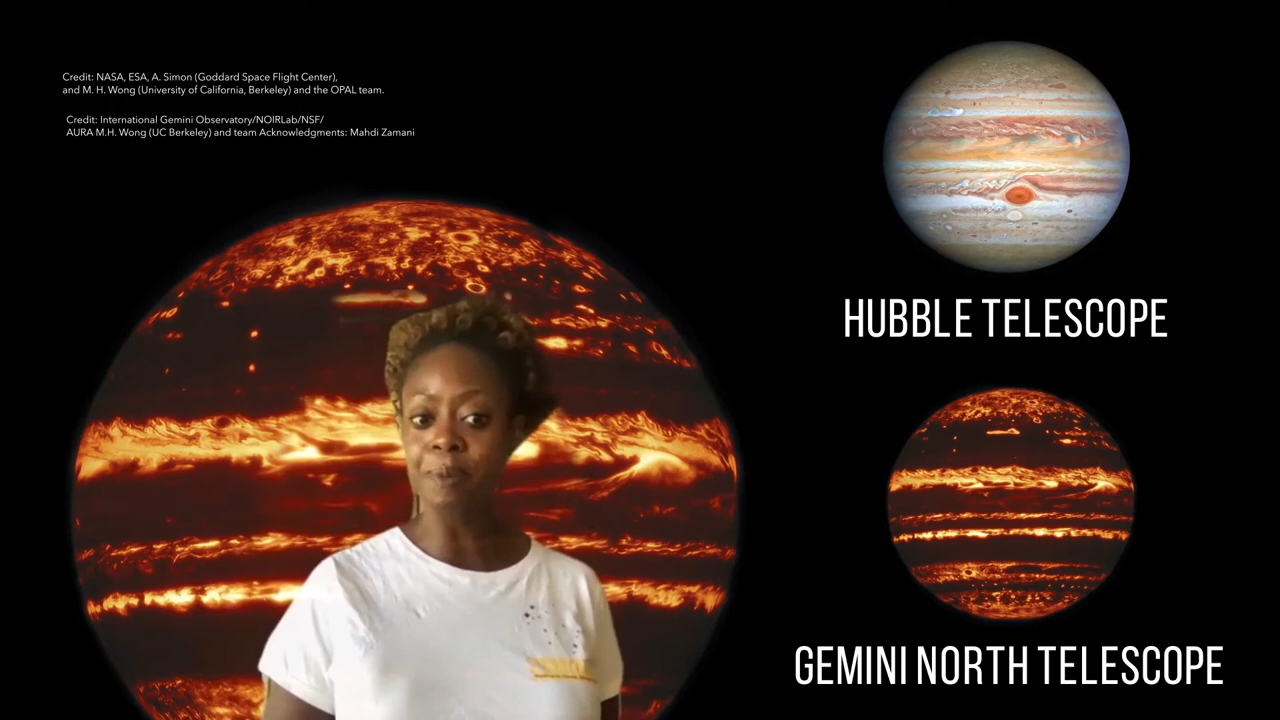 Credit: NASA, ESA, A. Simon (Goddard Space Flight Center),
and M. H. Wong (University of California, Berkeley) and the OPAL team.
Credit: International Gemini Observatory/NOIRLab/NSF/
AURA M.H. Wong (UC Berkeley) and team Acknowledgments: Mahdi Zamani
HUBBLE TELESCOPE
GEMINI NORTH TELESCOPE